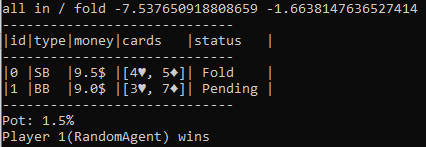 all in / fold -7.537650918808659 -1.6638147636527414
------------------------------
|id|type|money|cards   |status    |
------------------------------
|0 |SB  |9.5$ |[4♥, 5♦]| Fold     |
|1 |BB  |9.0$ |[3♥, 7♦]| Pending  |
------------------------------
Pot: 1.5%
Player 1(RandomAgent) wins